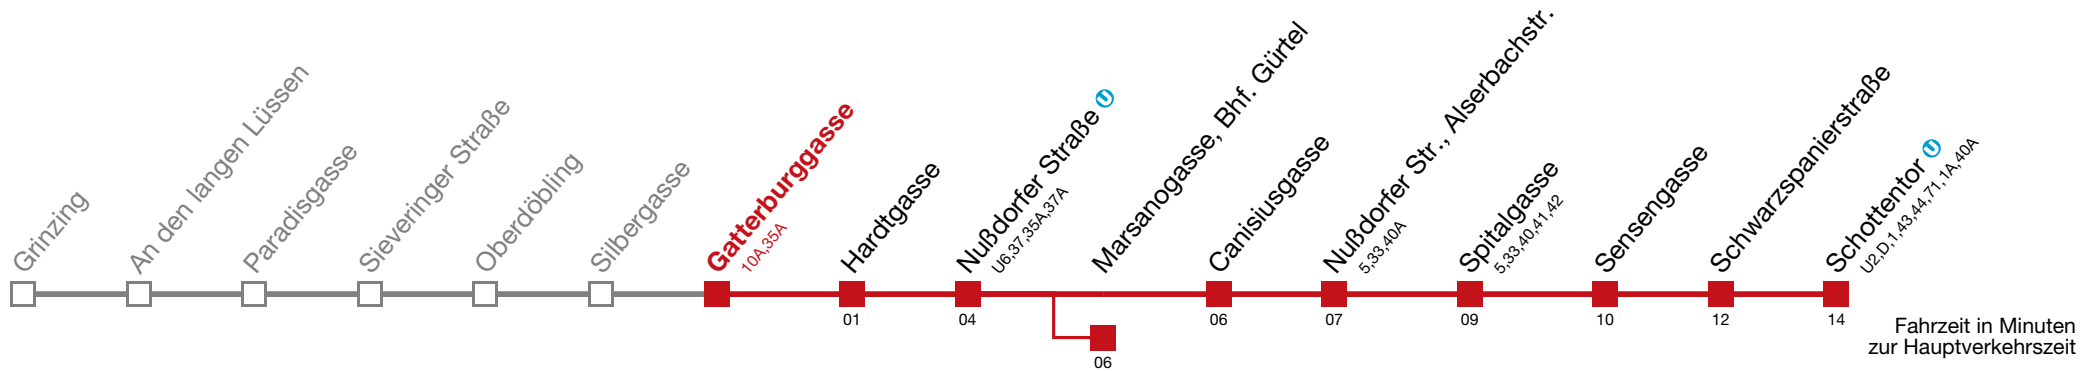 Grinzing
An den langen Lüssen
Paradisgasse
Sieveringer Straße
Oberdöbling
Silbergasse
Gatterburggasse
10A,35A
Hardtgasse
Nußdorfer Straße U
U6,37,35A,37A
Marsanogasse, Bhf. Gürtel
Canisiusgasse
Nußdorfer Str., Alserbachstr.
5,33,40A
Spitalgasse
5,33,40,41,42
Sensengasse
Schwarzspanierstraße
Schottentor U
U2,D,1,43,44,71,1A,40A
01
04
06
07
09
10
12
14
06
Fahrzeit in Minuten
zur Hauptverkehrszeit